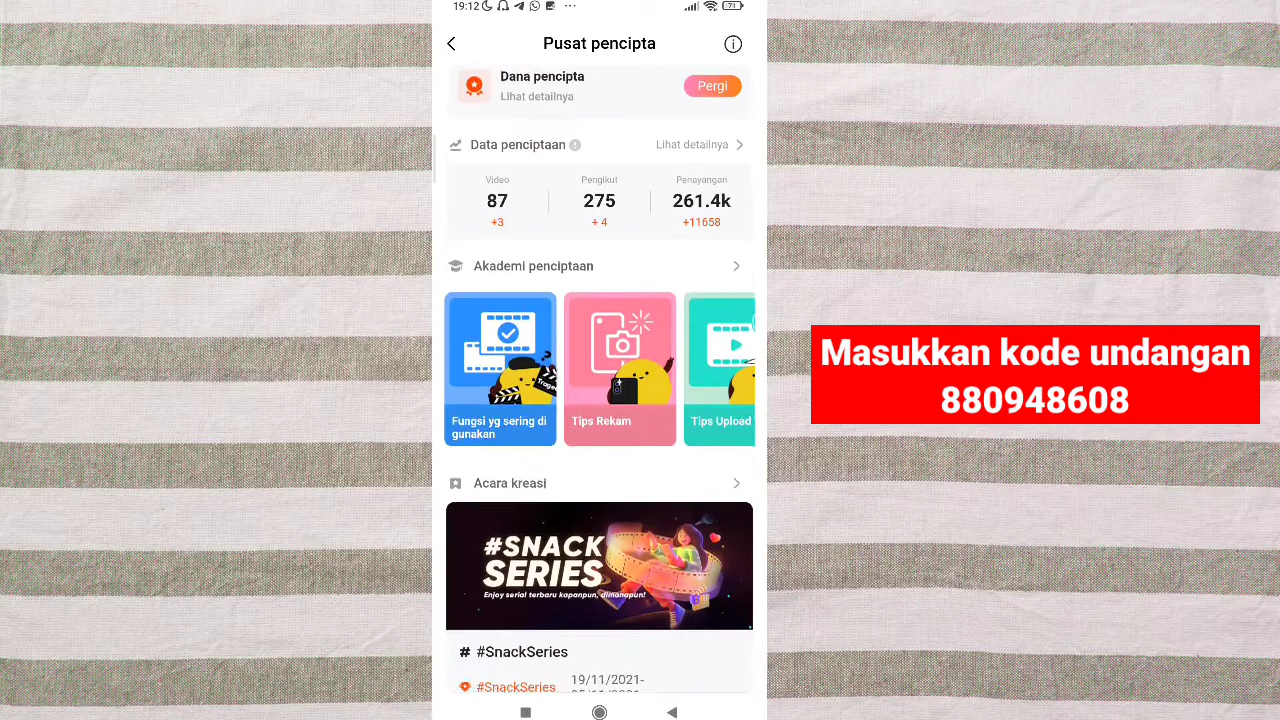 19:12
71
Pusat pencipta
Dana pencipta
Lihat detailnya
Pergi
Data penciptaan
Lihat detailnya
Video
Pengikut
Penayangan
87
275
261.4k
+3
+ 4
+11658
Akademi penciptaan
Fungsi yg sering di
gunakan
Tips Rekam
Tips Upload
Acara kreasi
#SNACK
SERIES
Enjoy serial terbaru kapanpun, dimanapun!
# #SnackSeries
#SnackSeries
19/11/2021-
Masukkan kode undangan
880948608